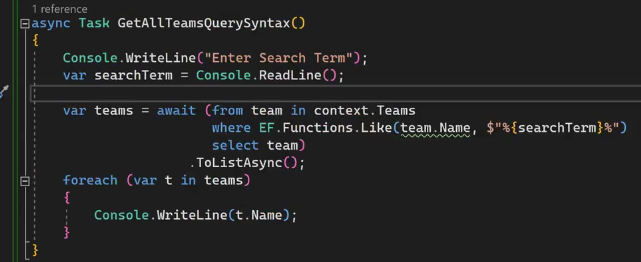 1 reference
async Task GetAllTeamsQuerySyntax()
{
    Console.WriteLine("Enter Search Term");
    var searchTerm = Console.ReadLine();

    var teams = await (from team in context.Teams
                       where EF.Functions.Like(team.Name, $"%{searchTerm}%")
                       select team)
                    .ToListAsync();
    foreach (var t in teams)
    {
        Console.WriteLine(t.Name);
    }
}